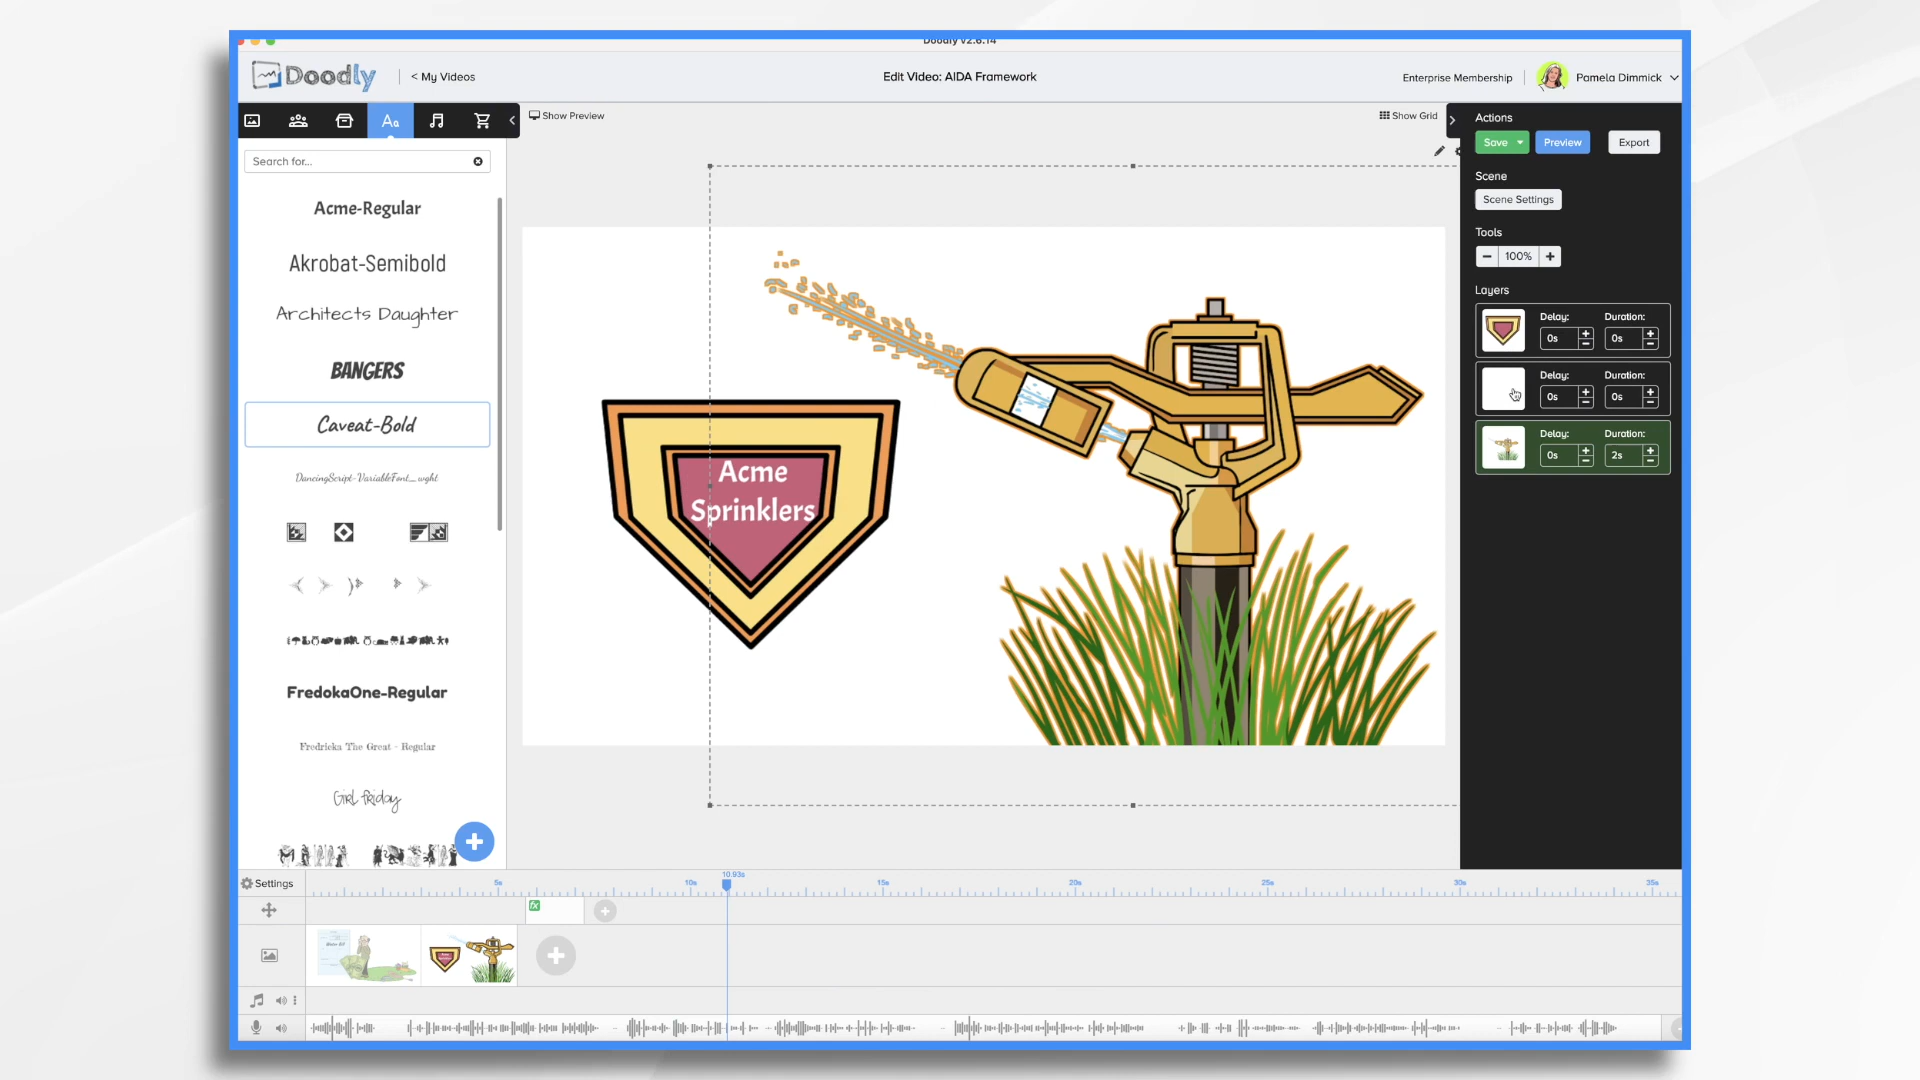 Doodly v2.6.14
Doodly
< My Videos
Edit Video: AIDA Framework
Enterprise Membership
Pamela Dimmick
Aa
Show Preview
Show Grid
Search for...
Acme-Regular
Akrobat-Semibold
Architects Daughter
BANGERS
Caveat-Bold
DancingScript-VariableFont_wght
FredokaOne-Regular
Fredricka The Great - Regular
Girl friday
Acme
Sprinklers
Actions
Save
Preview
Export
Scene
Scene Settings
Tools
100%
Layers
Delay:
Duration:
0s
0s
Delay:
Duration:
0s
0s
Delay:
Duration:
0s
2s
Settings
5s
10s
10.93s
15s
20s
25s
30s
35s
fx